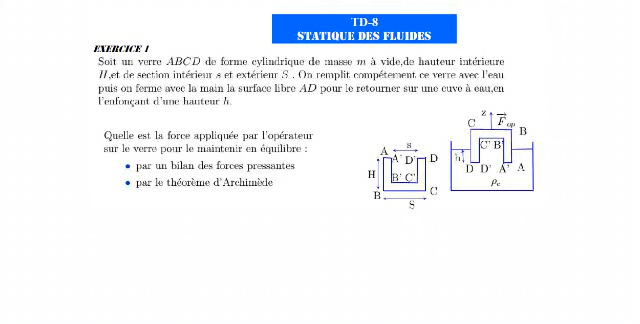 TD-8
STATIQUE DES FLUIDES
EXERCICE 1
Soit un verre ABCD de forme cylindrique de masse m à vide,de hauteur intérieure
H,et de section intérieur s et extérieur S . On remplit compétement ce verre avec l'eau
puis on ferme avec la main la surface libre AD pour le retourner sur une cuve à eau,en
l'enfonçant d'une hauteur h.
Quelle est la force appliquée par l'opérateur
sur le verre pour le maintenir en équilibre :
• par un bilan des forces pressantes
• par le théorème d'Archimède
s
A A' D' D
H
B' C'
B C
S
z F_op
C B
C' B'
h
D D' A' A
ρe